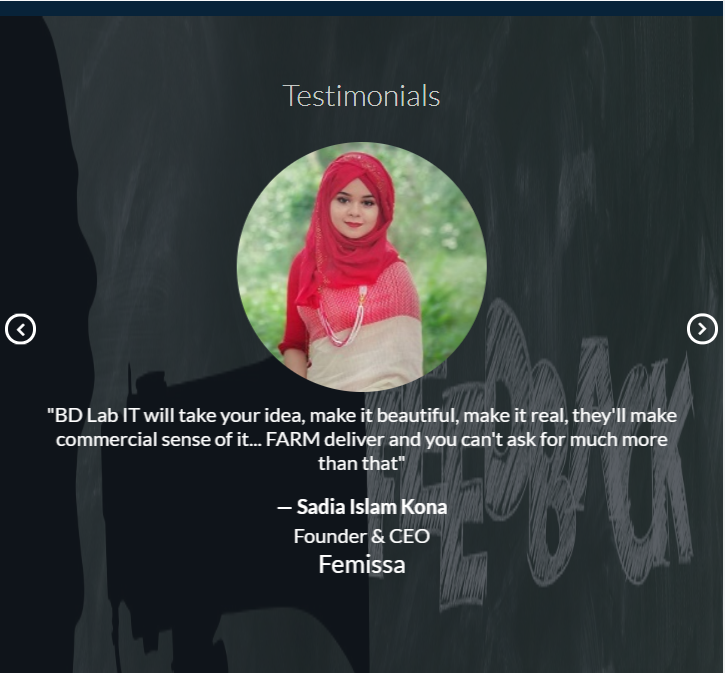 Testimonials
FEEDBACK
"BD Lab IT will take your idea, make it beautiful, make it real, they'll make
commercial sense of it... FARM deliver and you can't ask for much more
than that"
— Sadia Islam Kona
Founder & CEO
Femissa